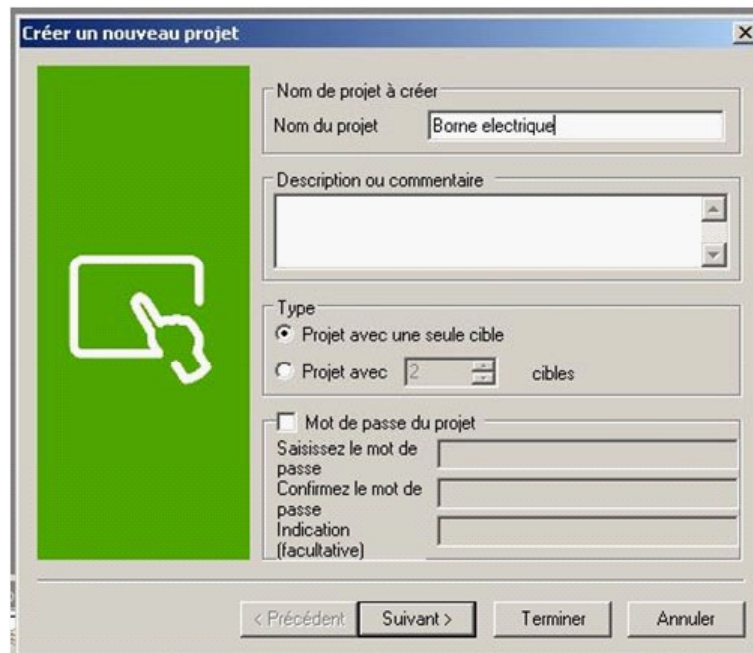 Créer un nouveau projet
Nom de projet à créer
Nom du projet
Borne electrique
Description ou commentaire
Type
Projet avec une seule cible
Projet avec 2 cibles
Mot de passe du projet
Saisissez le mot de
passe
Confirmez le mot de
passe
Indication
(facultative)
< Précédent Suivant > Terminer Annuler